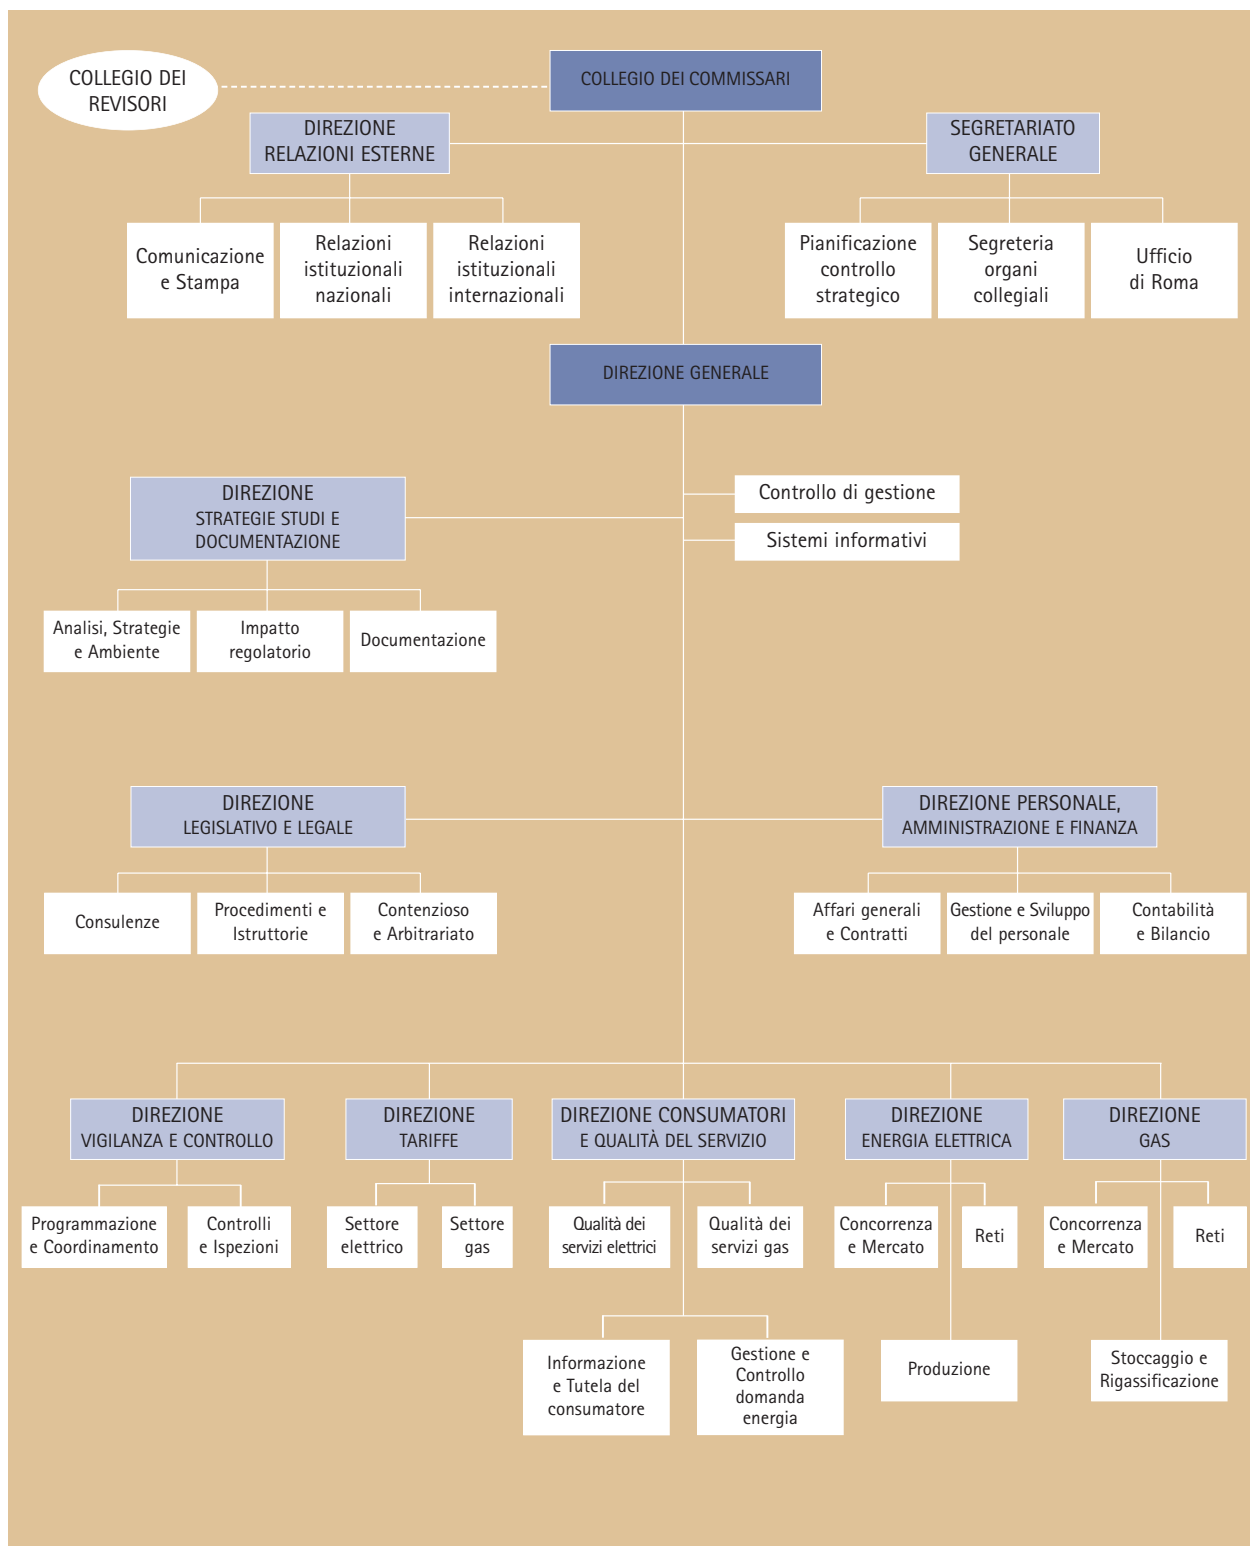 COLLEGIO DEI
REVISORI
COLLEGIO DEI COMMISSARI
DIREZIONE
RELAZIONI ESTERNE
SEGRETARIATO
GENERALE
Comunicazione
e Stampa
Relazioni
istituzionali
nazionali
Relazioni
istituzionali
internazionali
Pianificazione
controllo
strategico
Segreteria
organi
collegiali
Ufficio
di Roma
DIREZIONE GENERALE
DIREZIONE
STRATEGIE STUDI E
DOCUMENTAZIONE
Controllo di gestione
Sistemi informativi
Analisi, Strategie
e Ambiente
Impatto
regolatorio
Documentazione
DIREZIONE
LEGISLATIVO E LEGALE
DIREZIONE PERSONALE,
AMMINISTRAZIONE E FINANZA
Consulenze
Procedimenti e
Istruttorie
Contenzioso
e Arbitrariato
Affari generali
e Contratti
Gestione e Sviluppo
del personale
Contabilità
e Bilancio
DIREZIONE
VIGILANZA E CONTROLLO
DIREZIONE
TARIFFE
DIREZIONE CONSUMATORI
E QUALITÀ DEL SERVIZIO
DIREZIONE
ENERGIA ELETTRICA
DIREZIONE
GAS
Programmazione
e Coordinamento
Controlli
e Ispezioni
Settore
elettrico
Settore
gas
Qualità dei
servizi elettrici
Qualità dei
servizi gas
Concorrenza
e Mercato
Reti
Concorrenza
e Mercato
Reti
Informazione
e Tutela del
consumatore
Gestione e
Controllo
domanda
energia
Produzione
Stoccaggio e
Rigassificazione